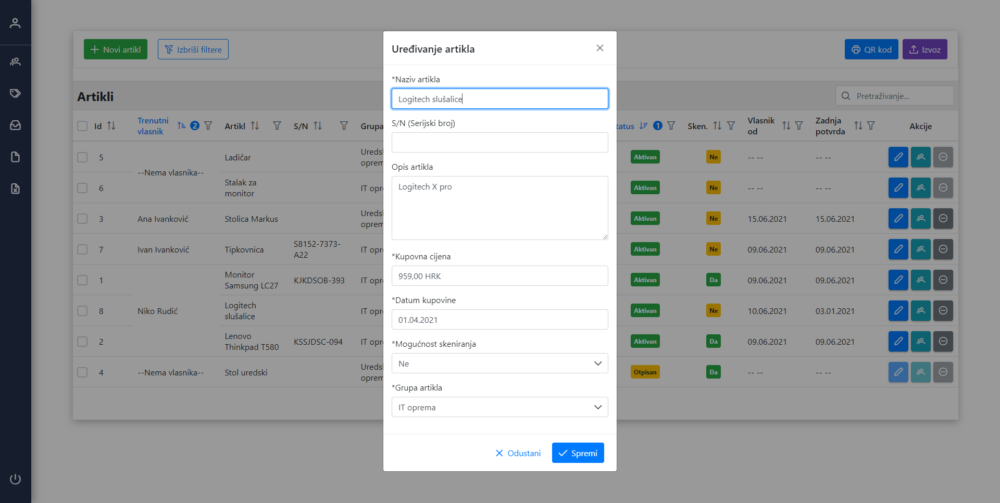 Novi artikl
Izbriši filtere
QR kod
Izvoz
Artikli
Pretraživanje...
Id
Trenutni
vlasnik
2
Artikl
S/N
Grupa
tatus
1
Sken.
Vlasnik
od
Zadnja
potvrda
Akcije
5
--Nema vlasnika--
Ladičar
Ureds
oprem
Aktivan
Ne
-- --
-- --
6
Stalak za
monitor
IT opr
Aktivan
Ne
-- --
-- --
3
Ana Ivanković
Stolica Markus
Ureds
oprem
Aktivan
Ne
15.06.2021
15.06.2021
7
Ivan Ivanković
Tipkovnica
S8152-7373-
A22
IT opr
Aktivan
Ne
09.06.2021
09.06.2021
1
Monitor
Samsung LC27
KJKDSOB-393
IT opr
Aktivan
Da
09.06.2021
09.06.2021
8
Niko Rudić
Logitech
slušalice
IT opr
Aktivan
Ne
10.06.2021
03.01.2021
2
Lenovo
Thinkpad T580
KSSJDSC-094
IT opr
Aktivan
Da
09.06.2021
09.06.2021
4
--Nema vlasnika--
Stol uredski
Ureds
oprem
Otpisan
Da
-- --
-- --
Uređivanje artikla
*Naziv artikla
Logitech slušalice
S/N (Serijski broj)
Opis artikla
Logitech X pro
*Kupovna cijena
959,00 HRK
*Datum kupovine
01.04.2021
*Mogućnost skeniranja
Ne
*Grupa artikla
IT oprema
Odustani
Spremi